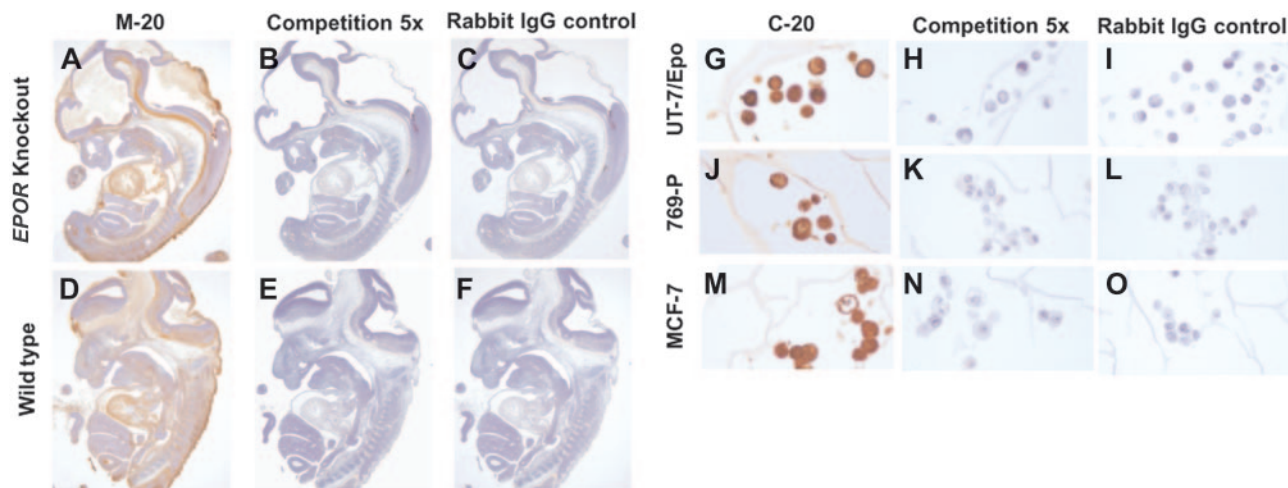 M-20
Competition 5x
Rabbit IgG control
EPOR Knockout
A
B
C
Wild type
D
E
F
C-20
Competition 5x
Rabbit IgG control
UT-7/Epo
G
H
I
769-P
J
K
L
MCF-7
M
N
O